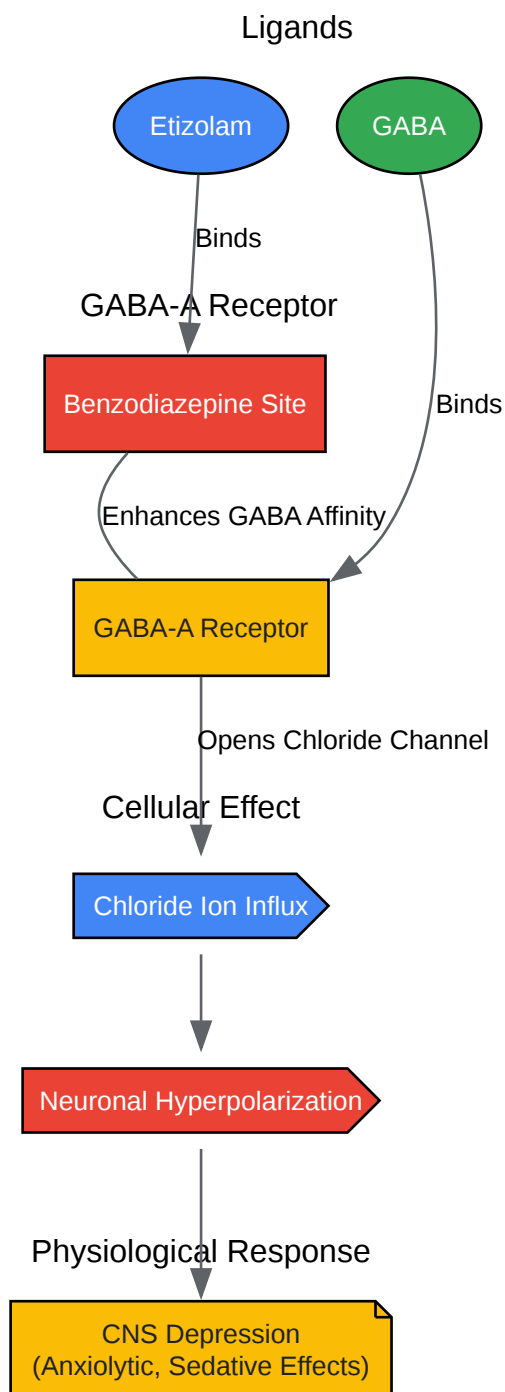 Ligands
Etizolam
GABA
Binds
GABA-A Receptor
Benzodiazepine Site
Binds
Enhances GABA Affinity
GABA-A Receptor
Opens Chloride Channel
Cellular Effect
Chloride Ion Influx
Neuronal Hyperpolarization
Physiological Response
CNS Depression
(Anxiolytic, Sedative Effects)